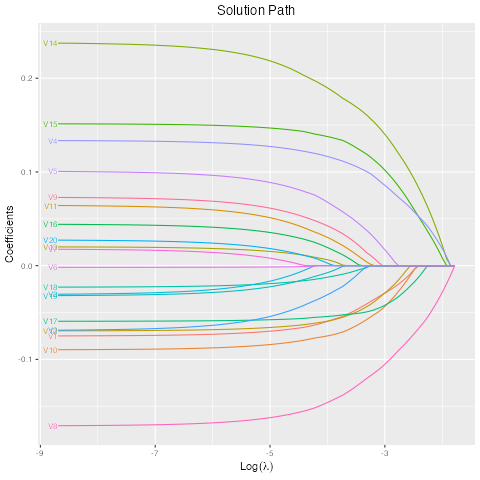 Solution Path
V14
0.2
V15
V4
0.1
V5
V9
V11
V16
V20
0.0
V6
V18
V17
V1
V10
-0.1
V8
Coefficients
-9
-7
-5
-3
Log(λ)